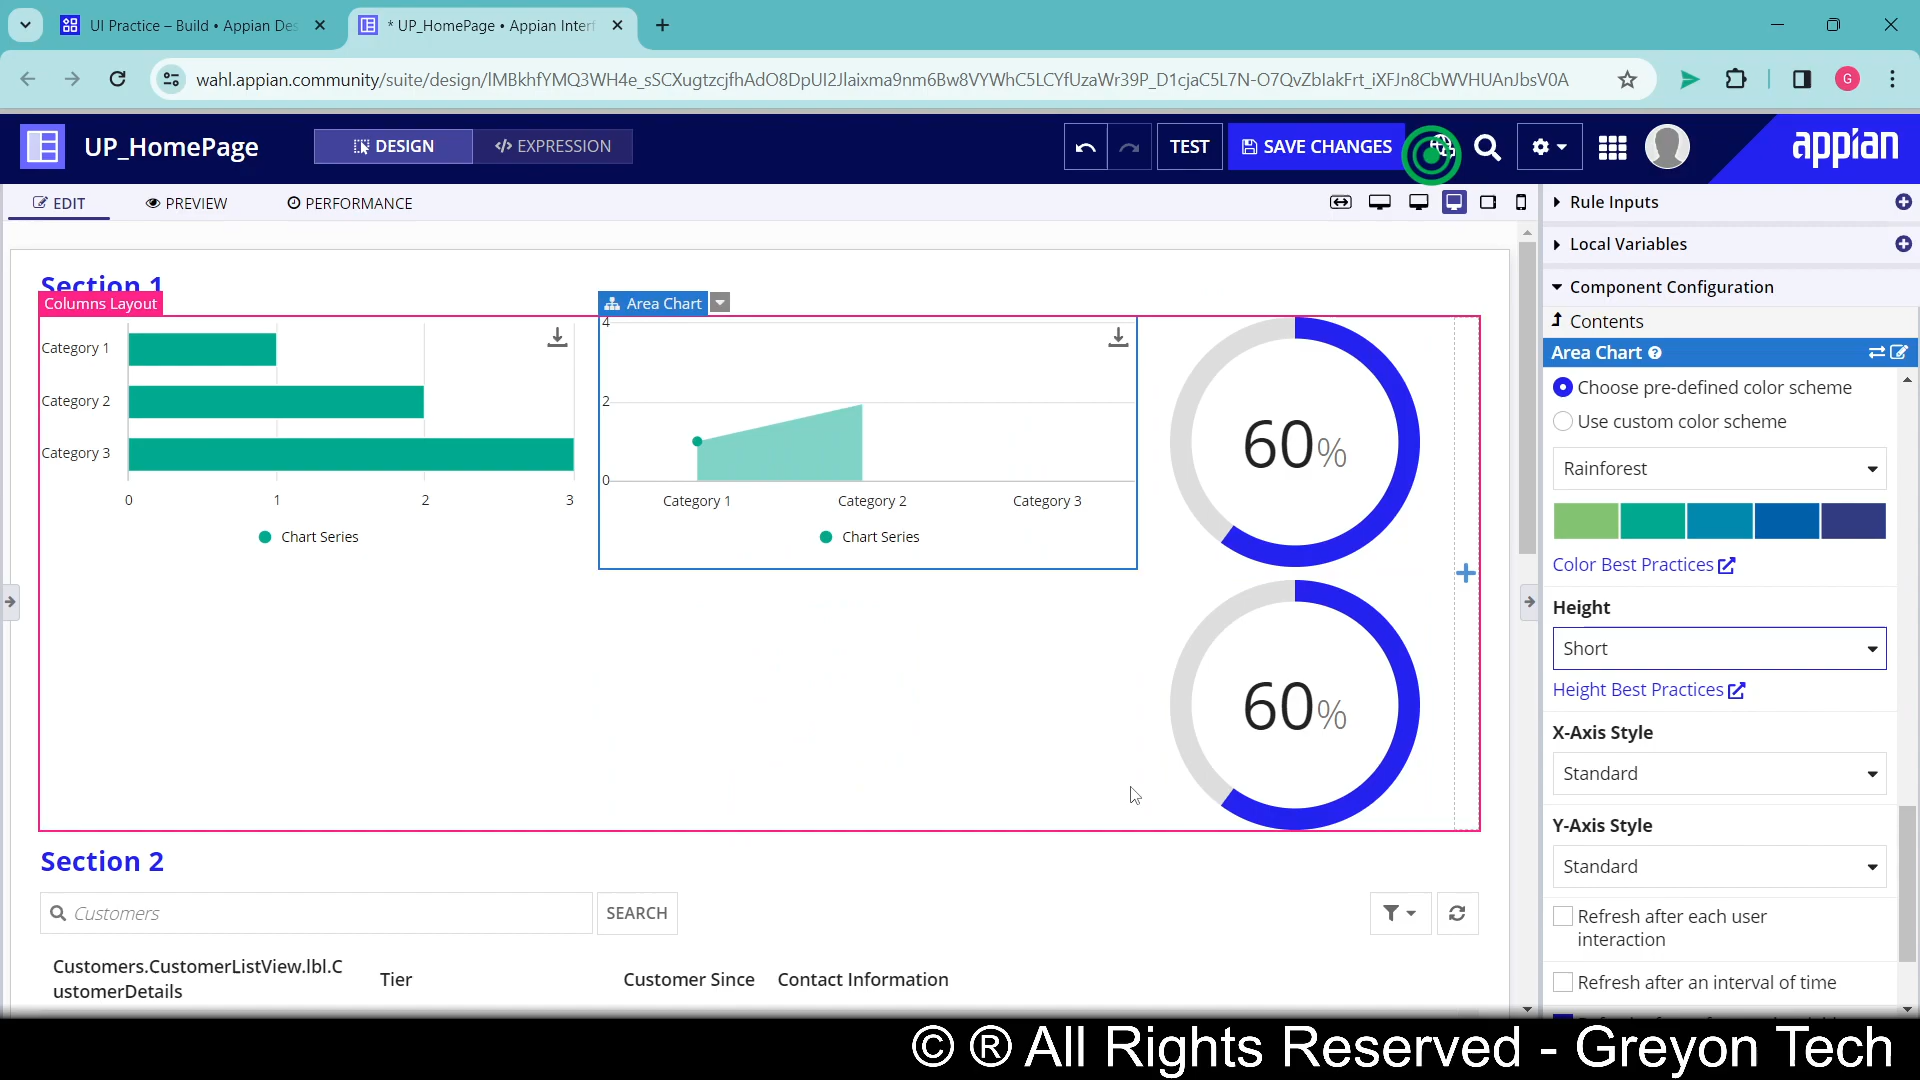 UI Practice – Build • Appian Des
* UP_HomePage • Appian Interf
wahl.appian.community/suite/design/lMBkhfYMQ3WH4e_sSCXugtzcjfhAdO8DpUI2Jlaixma9nm6Bw8VYWhC5LCYfUzaWr39P_D1cjaC5L7N-O7QvZblakFrt_iXFJn8CbWVHUAnJbsV0A
G
UP_HomePage
DESIGN
EXPRESSION
TEST
SAVE CHANGES
appian
EDIT
PREVIEW
PERFORMANCE
Rule Inputs
Local Variables
Component Configuration
Contents
Area Chart
Choose pre-defined color scheme
Use custom color scheme
Rainforest
Color Best Practices
Height
Short
Height Best Practices
X-Axis Style
Standard
Y-Axis Style
Standard
Refresh after each user
interaction
Refresh after an interval of time
Section 1
Columns Layout
Area Chart
Category 1
Category 2
Category 3
0 1 2 3
Chart Series
4
2
0
Category 1 Category 2 Category 3
Chart Series
60%
60%
Section 2
Customers
SEARCH
Customers.CustomerListView.lbl.C
ustomerDetails
Tier
Customer Since
Contact Information
© ® All Rights Reserved - Greyon Tech